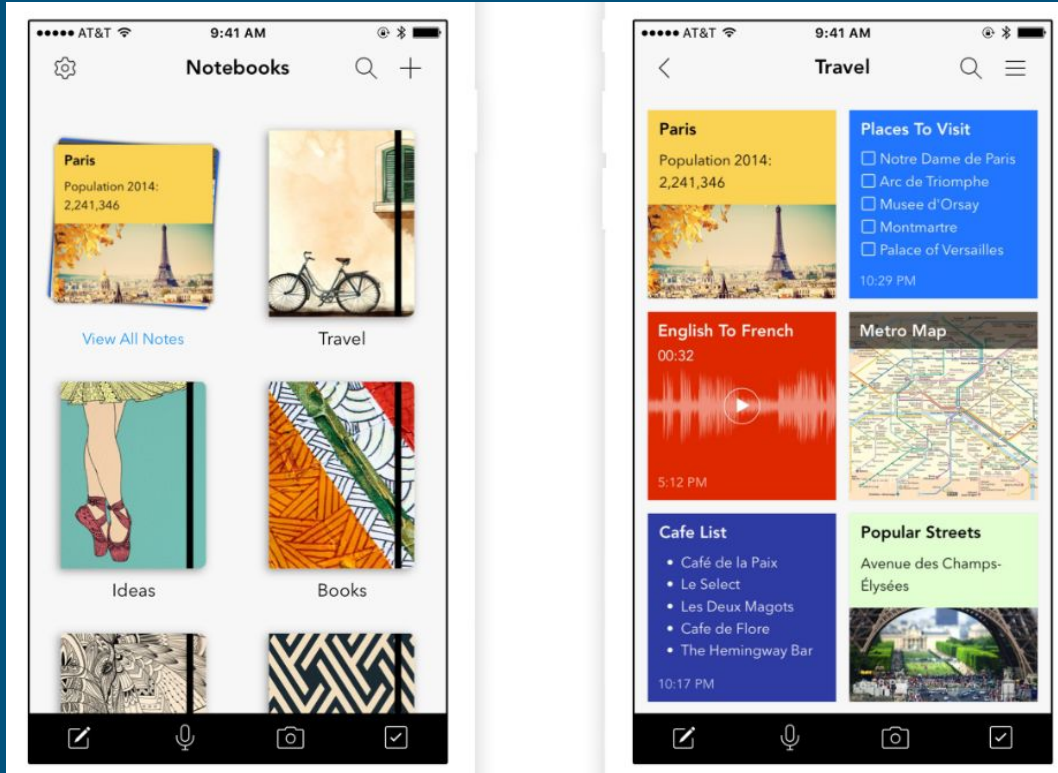 AT&T
9:41 AM
Notebooks
Paris
Population 2014:
2,241,346
View All Notes
Travel
Ideas
Books
AT&T
9:41 AM
Travel
Paris
Population 2014:
2,241,346
Places To Visit
Notre Dame de Paris
Arc de Triomphe
Musee d'Orsay
Montmartre
Palace of Versailles
10:29 PM
English To French
00:32
5:12 PM
Metro Map
Cafe List
• Café de la Paix
• Le Select
• Les Deux Magots
• Cafe de Flore
• The Hemingway Bar
10:17 PM
Popular Streets
Avenue des Champs-
Élysées